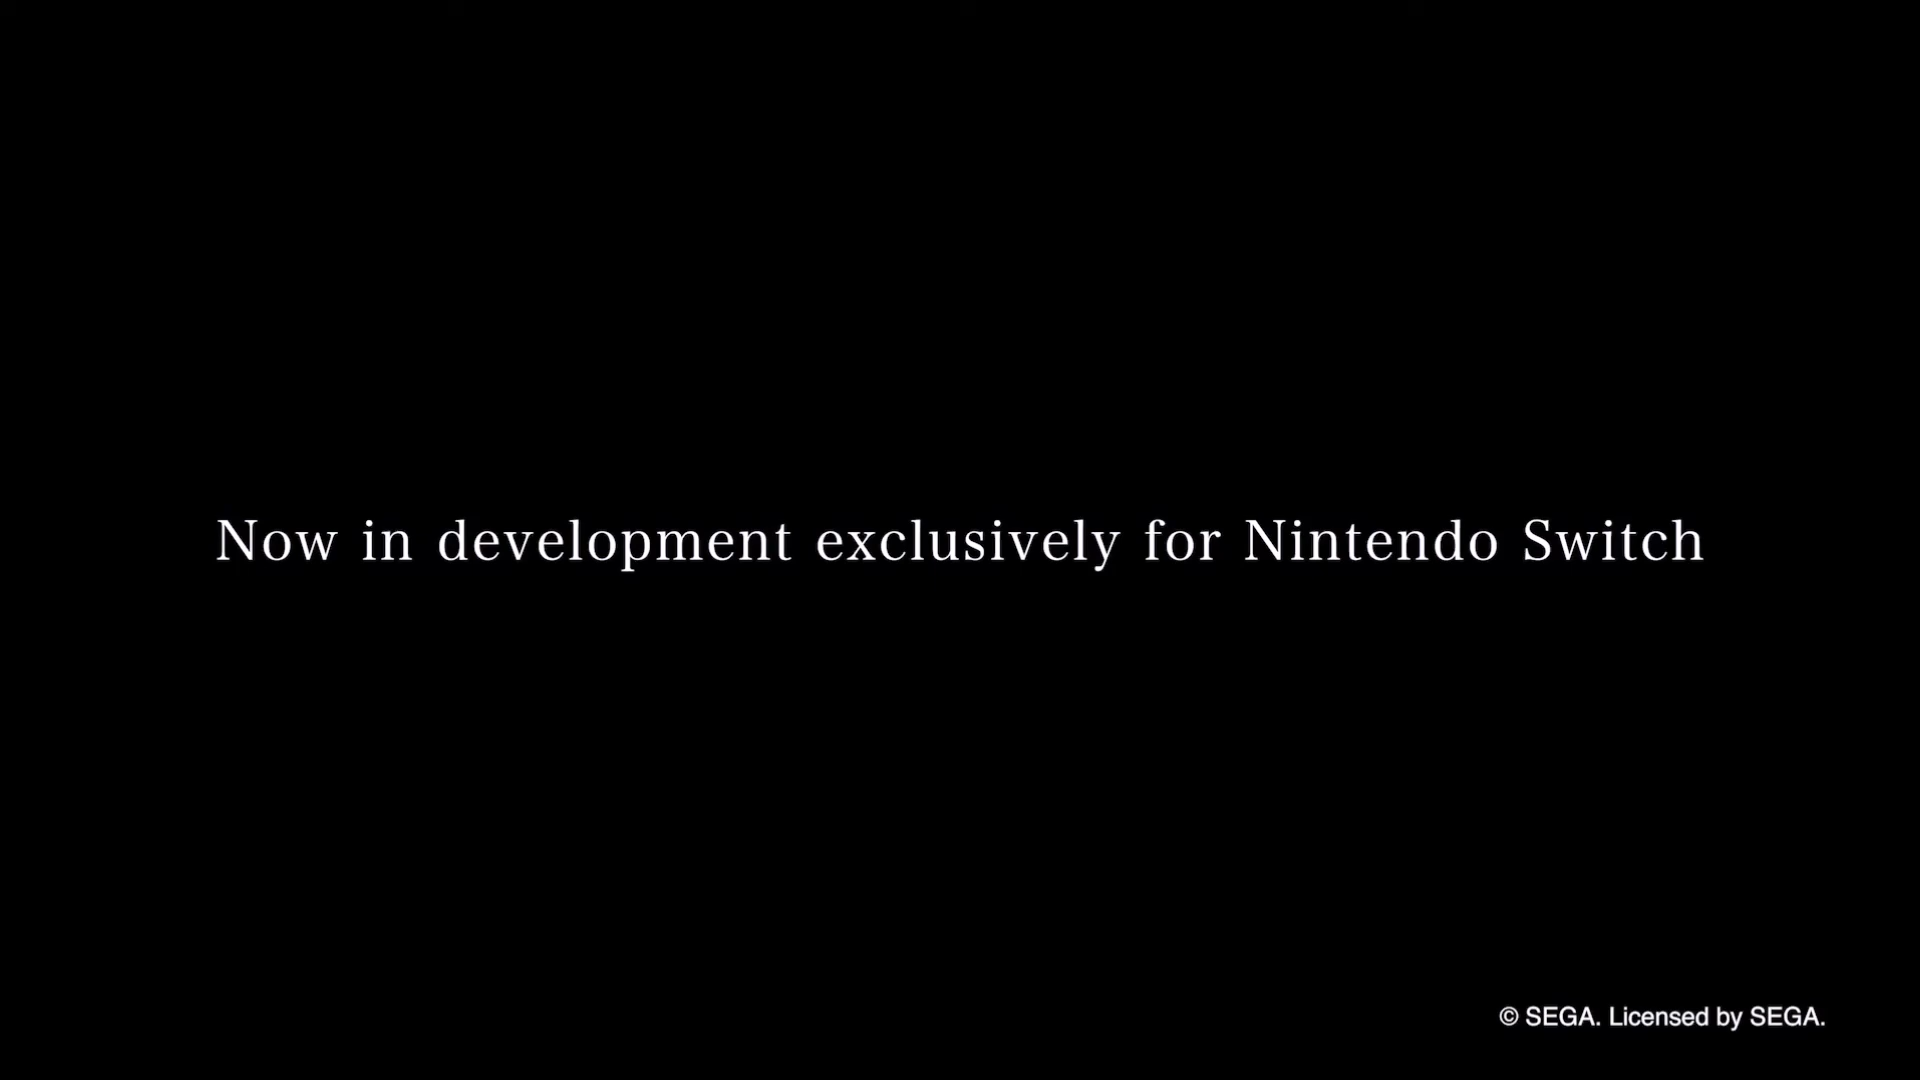 Now in development exclusively for Nintendo Switch
© SEGA. Licensed by SEGA.